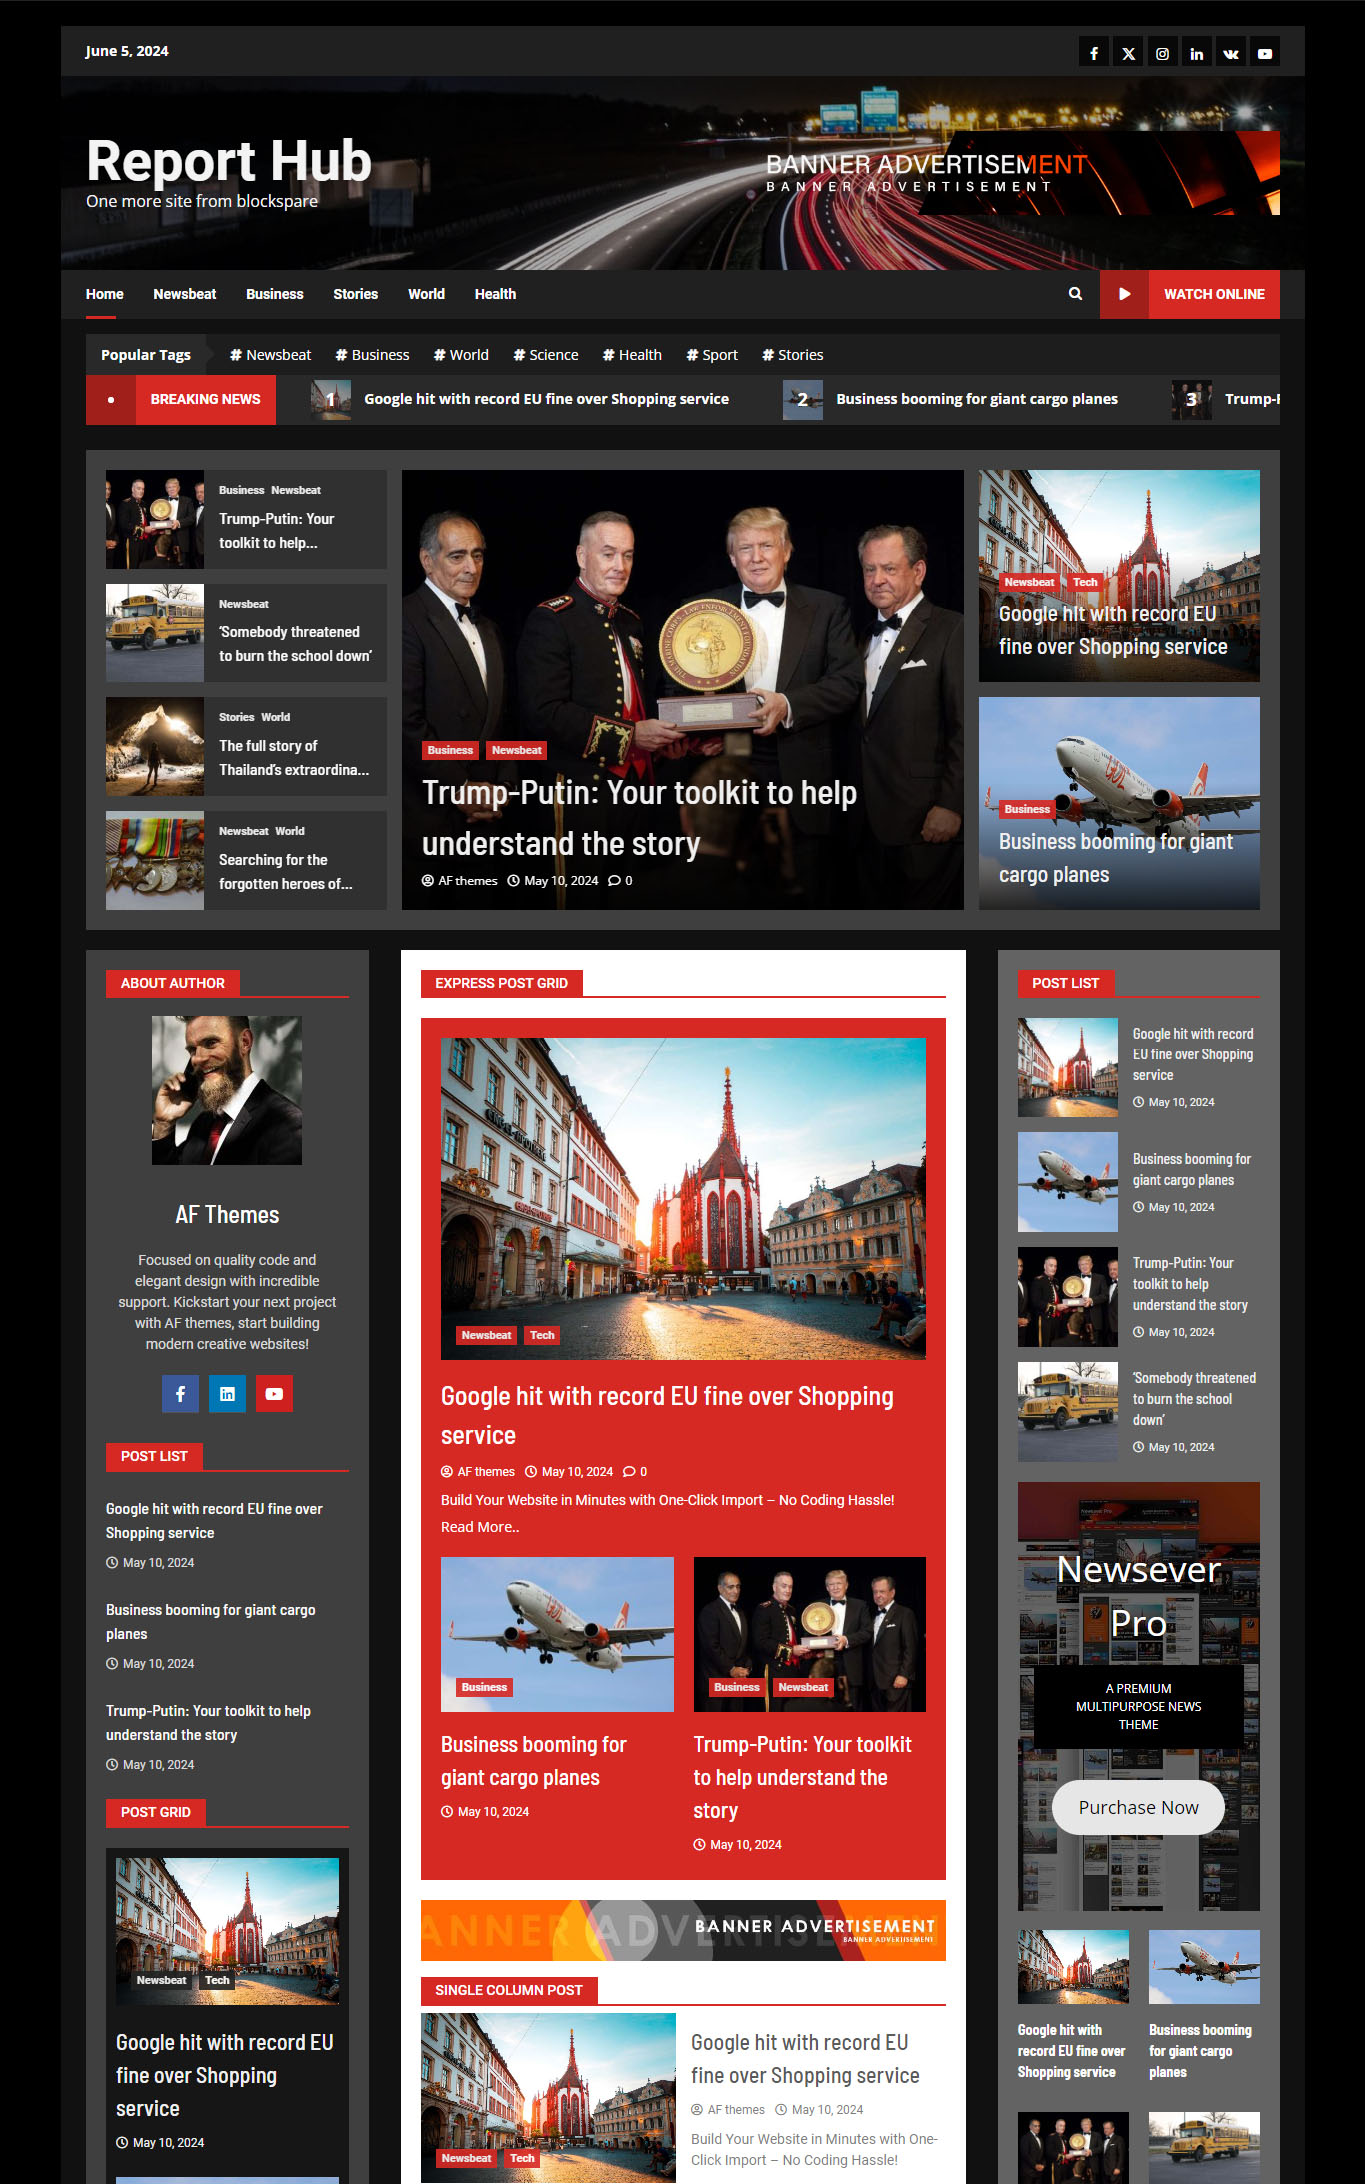 June 5, 2024
Report Hub
One more site from blockspare
BANNER ADVERTISEMENT
BANNER ADVERTISEMENT
Home Newsbeat Business Stories World Health
WATCH ONLINE
Popular Tags # Newsbeat # Business # World # Science # Health # Sport # Stories
BREAKING NEWS 1 Google hit with record EU fine over Shopping service 2 Business booming for giant cargo planes 3 Trump-P
Business Newsbeat
Trump-Putin: Your
toolkit to help...
Newsbeat
‘Somebody threatened
to burn the school down’
Stories World
The full story of
Thailand’s extraordina...
Newsbeat World
Searching for the
forgotten heroes of...
Business Newsbeat
Trump-Putin: Your toolkit to help
understand the story
AF themes May 10, 2024 0
Newsbeat Tech
Google hit with record EU
fine over Shopping service
Business
Business booming for giant
cargo planes
ABOUT AUTHOR
AF Themes
Focused on quality code and
elegant design with incredible
support. Kickstart your next project
with AF themes, start building
modern creative websites!
POST LIST
Google hit with record EU fine over
Shopping service
May 10, 2024
Business booming for giant cargo
planes
May 10, 2024
Trump-Putin: Your toolkit to help
understand the story
May 10, 2024
POST GRID
Newsbeat Tech
Google hit with record EU
fine over Shopping
service
May 10, 2024
EXPRESS POST GRID
Newsbeat Tech
Google hit with record EU fine over Shopping
service
AF themes May 10, 2024 0
Build Your Website in Minutes with One-Click Import – No Coding Hassle!
Read More..
Business
Business booming for
giant cargo planes
May 10, 2024
Business Newsbeat
Trump-Putin: Your toolkit
to help understand the
story
May 10, 2024
BANNER ADVERTISEMENT
BANNER ADVERTISEMENT
SINGLE COLUMN POST
Newsbeat Tech
Google hit with record EU
fine over Shopping service
AF themes May 10, 2024
Build Your Website in Minutes with One-
Click Import – No Coding Hassle!
POST LIST
Google hit with record
EU fine over Shopping
service
May 10, 2024
Business booming for
giant cargo planes
May 10, 2024
Trump-Putin: Your
toolkit to help
understand the story
May 10, 2024
‘Somebody threatened
to burn the school
down’
May 10, 2024
Newsever
Pro
A PREMIUM
MULTIPURPOSE NEWS
THEME
Purchase Now
Google hit with
record EU fine over
Shopping service
Business booming
for giant cargo
planes